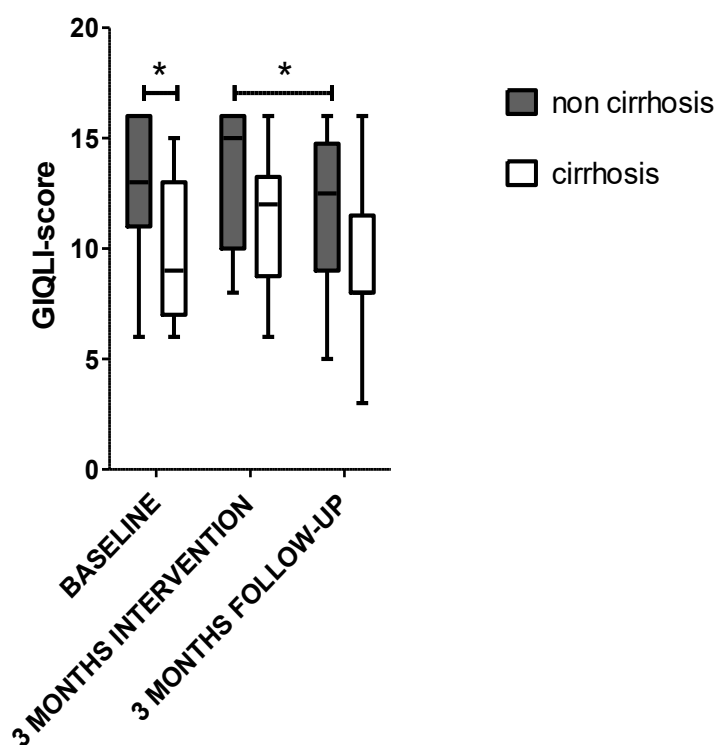 20
15
10
5
0
GIQLI-score
*
*
non cirrhosis
cirrhosis
BASELINE
3 MONTHS INTERVENTION
3 MONTHS FOLLOW-UP